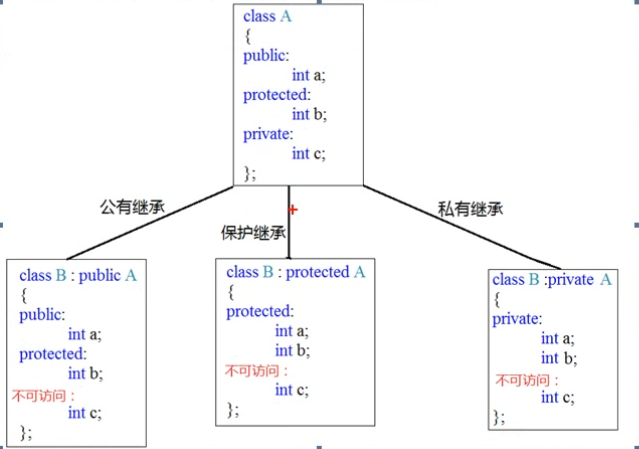 class A
{
public:
int a;
protected:
int b;
private:
int c;
};
公有继承
保护继承
私有继承
class B : public A
{
public:
int a;
protected:
int b;
不可访问：
int c;
};
class B : protected A
{
protected:
int a;
int b;
不可访问：
int c;
};
class B :private A
{
private:
int a;
int b;
不可访问：
int c;
};